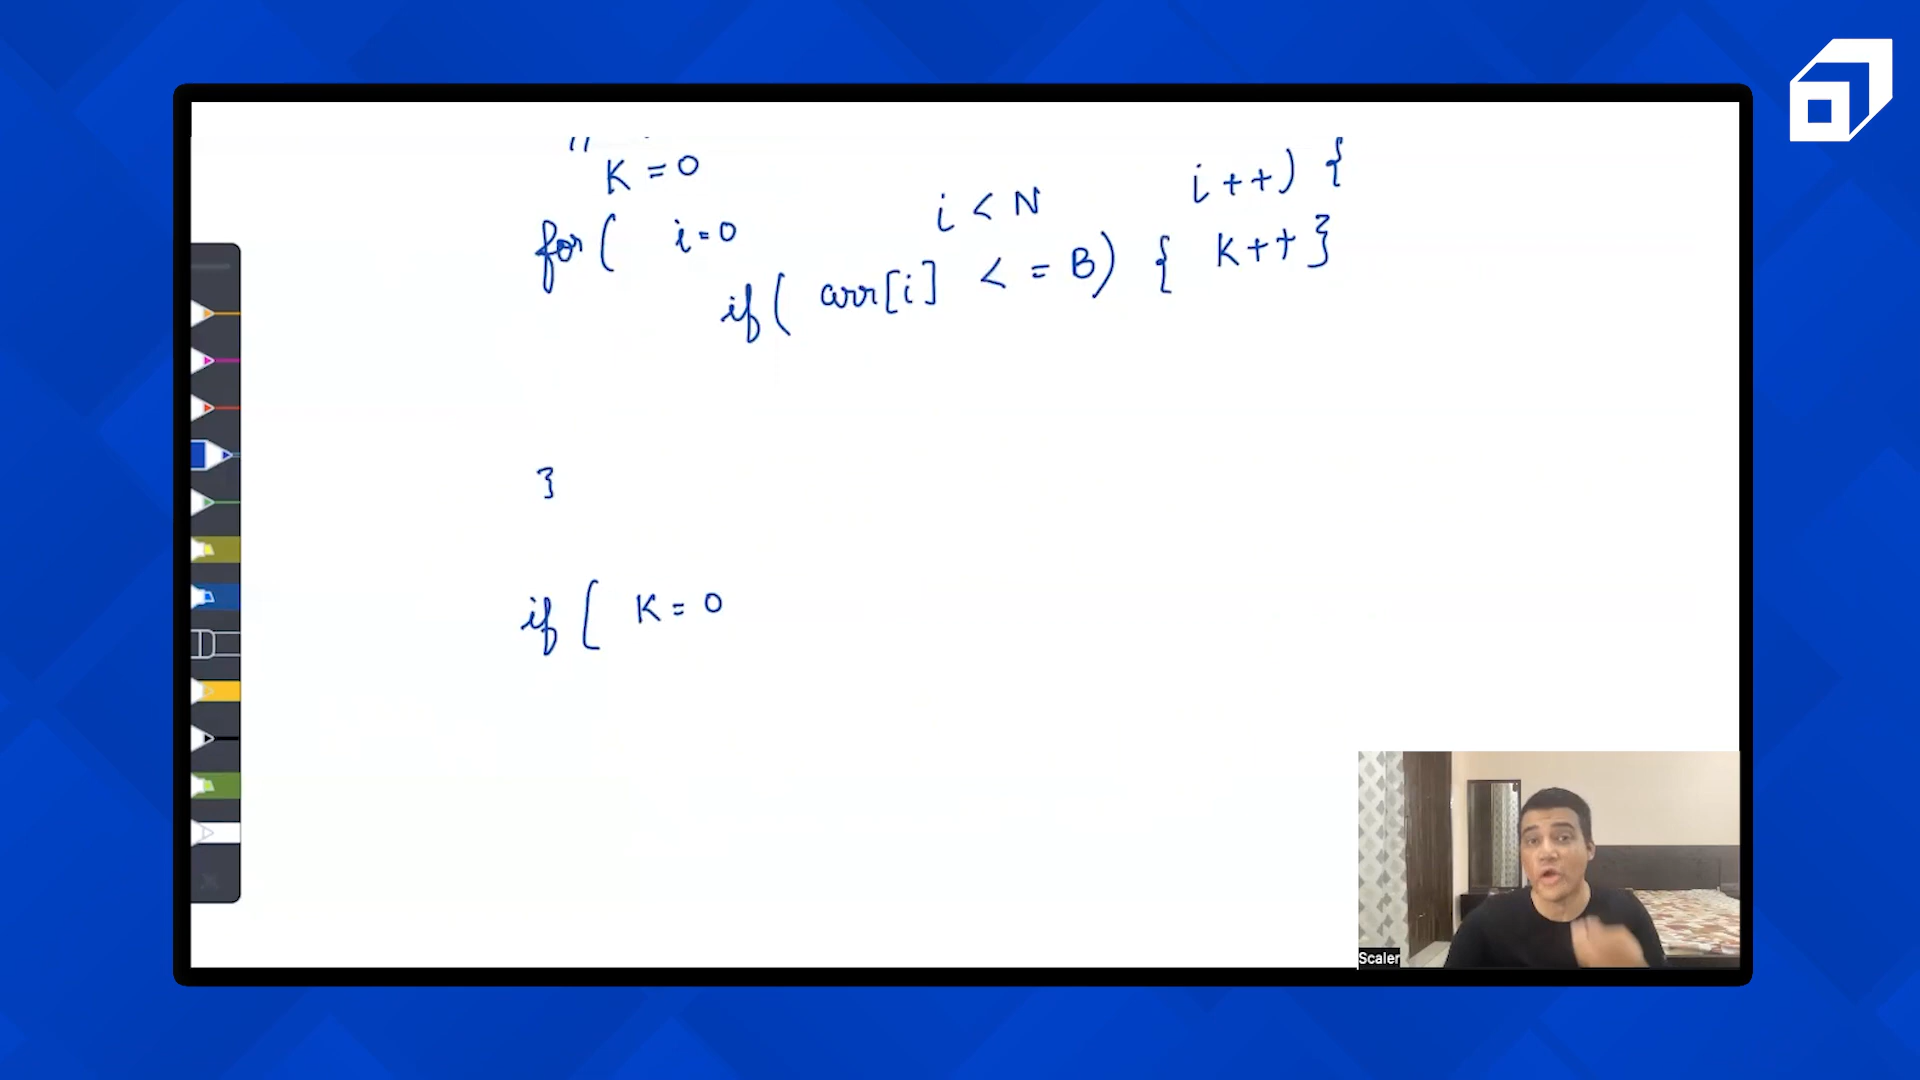 K = 0
for ( i = 0 i < N i++) {
if ( arr[i] <= B) { K++ }
}
if ( K = 0
Scaler